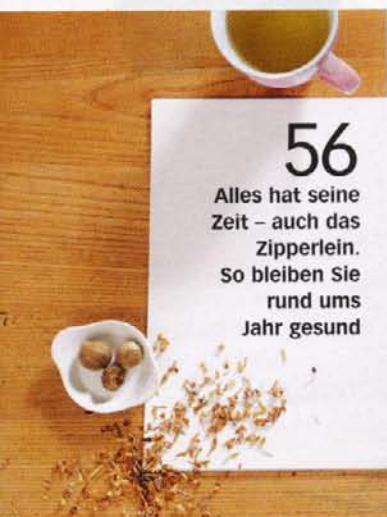 56
Alles hat seine
Zeit – auch das
Zipperlein.
So bleiben Sie
rund ums
Jahr gesund